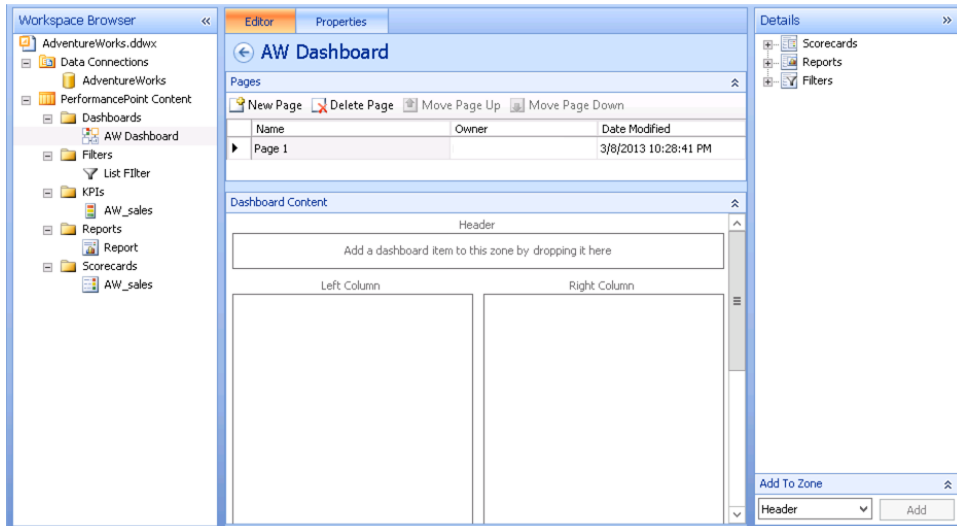 Workspace Browser «
AdventureWorks.ddwx
Data Connections
AdventureWorks
PerformancePoint Content
Dashboards
AW Dashboard
Filters
List FIlter
KPIs
AW_sales
Reports
Report
Scorecards
AW_sales
Editor Properties
AW Dashboard
Pages
New Page Delete Page Move Page Up Move Page Down
Name Owner Date Modified
Page 1 3/8/2013 10:28:41 PM
Dashboard Content
Header
Add a dashboard item to this zone by dropping it here
Left Column Right Column
Details »
Scorecards
Reports
Filters
Add To Zone
Header Add